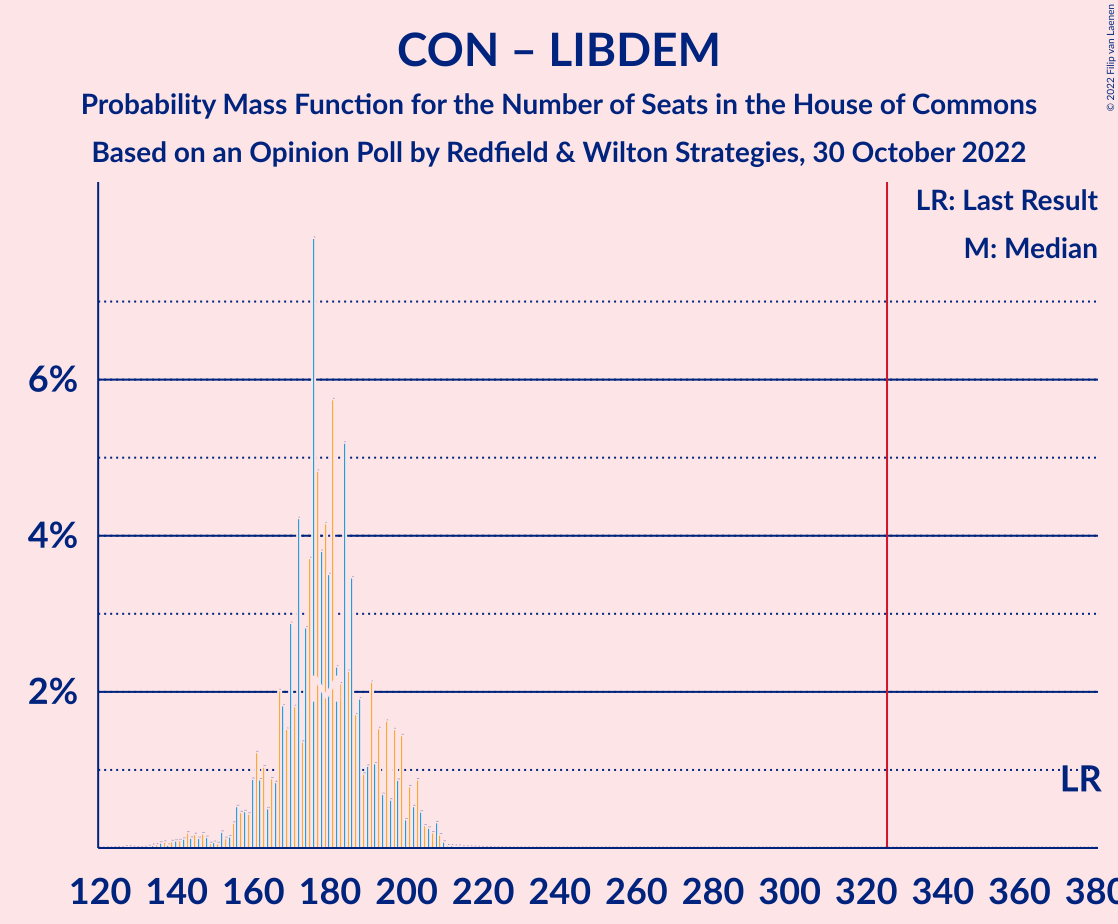 CON – LIBDEM
Probability Mass Function for the Number of Seats in the House of Commons
Based on an Opinion Poll by Redfield & Wilton Strategies, 30 October 2022
© 2022 Filip van Laenen
LR: Last Result
M: Median
6%
4%
2%
LR
120 140 160 180 200 220 240 260 280 300 320 340 360 380